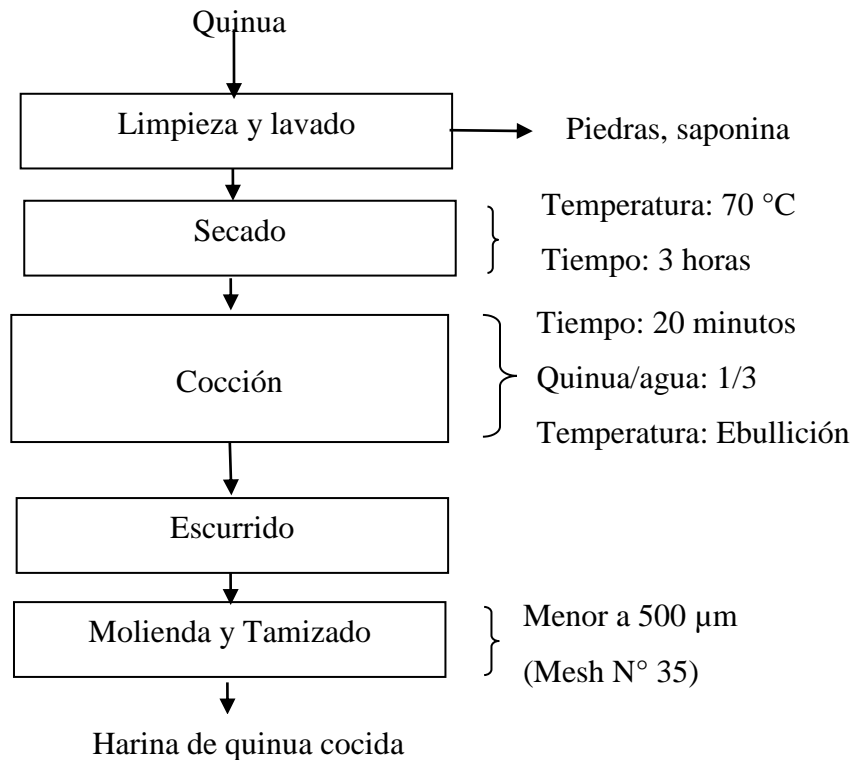 Quinua
Limpieza y lavado
Piedras, saponina
Secado
Temperatura: 70 °C
Tiempo: 3 horas
Cocción
Tiempo: 20 minutos
Quinua/agua: 1/3
Temperatura: Ebullición
Escurrido
Molienda y Tamizado
Menor a 500 µm
(Mesh N° 35)
Harina de quinua cocida